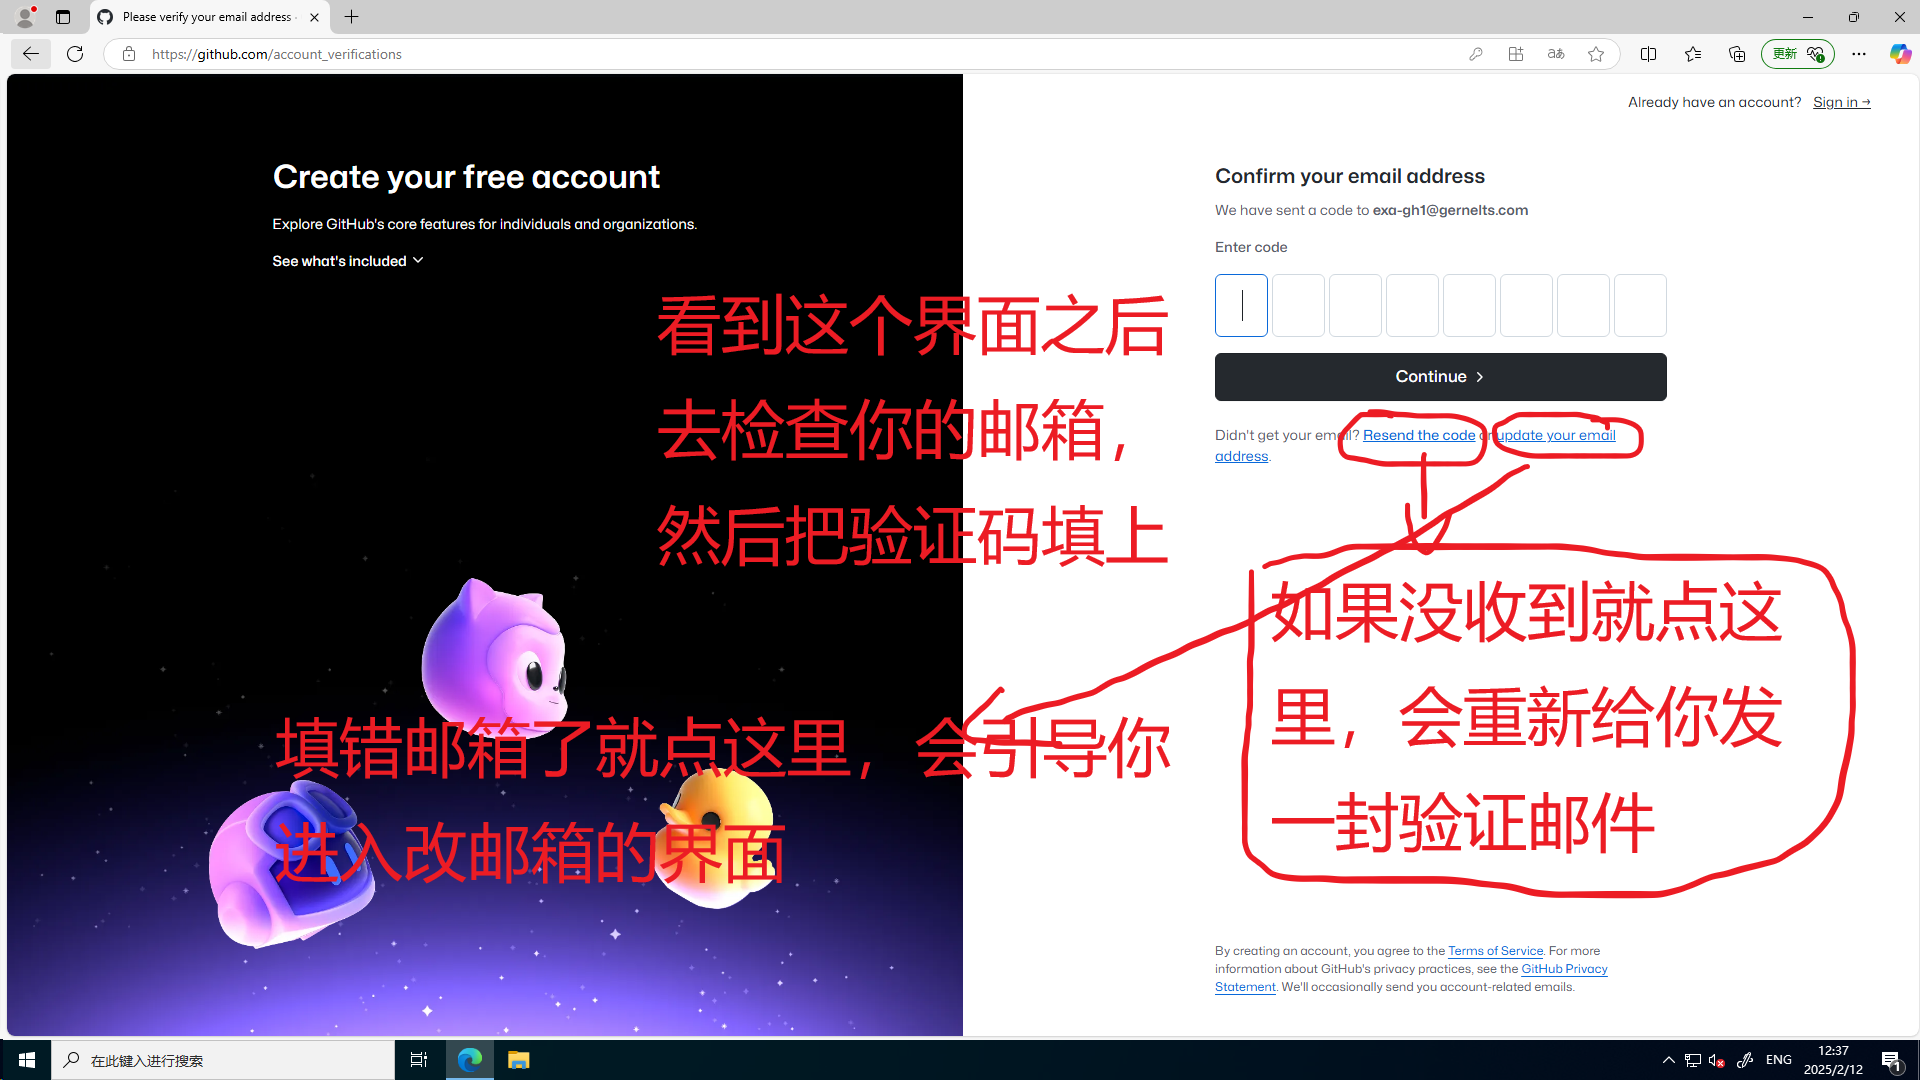 Please verify your email address ·
https://github.com/account_verifications
更新
Already have an account? Sign in →
Create your free account
Explore GitHub's core features for individuals and organizations.
See what's included
Confirm your email address
We have sent a code to exa-gh1@gernelts.com
Enter code
Continue
Didn't get your email? Resend the code or update your email
address.
看到这个界面之后
去检查你的邮箱，
然后把验证码填上
如果没收到就点这
里，会重新给你发
一封验证邮件
填错邮箱了就点这里，会引导你
进入改邮箱的界面
By creating an account, you agree to the Terms of Service. For more
information about GitHub's privacy practices, see the GitHub Privacy
Statement. We'll occasionally send you account-related emails.
在此键入进行搜索
ENG
12:37
2025/2/12
1